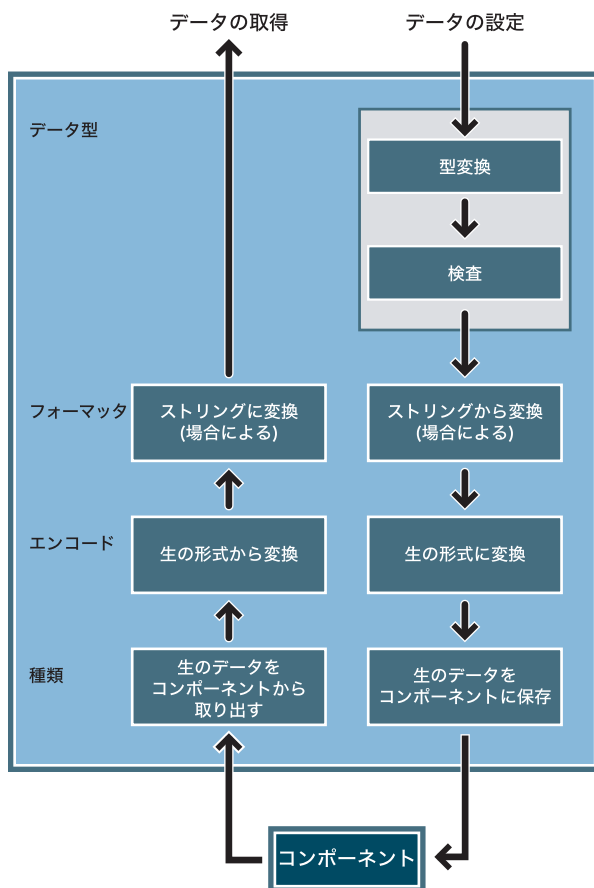 データの取得
データの設定
データ型
型変換
検査
フォーマッタ
ストリングに変換
(場合による)
ストリングから変換
(場合による)
エンコード
生の形式から変換
生の形式に変換
種類
生のデータを
コンポーネントから
取り出す
生のデータを
コンポーネントに保存
コンポーネント